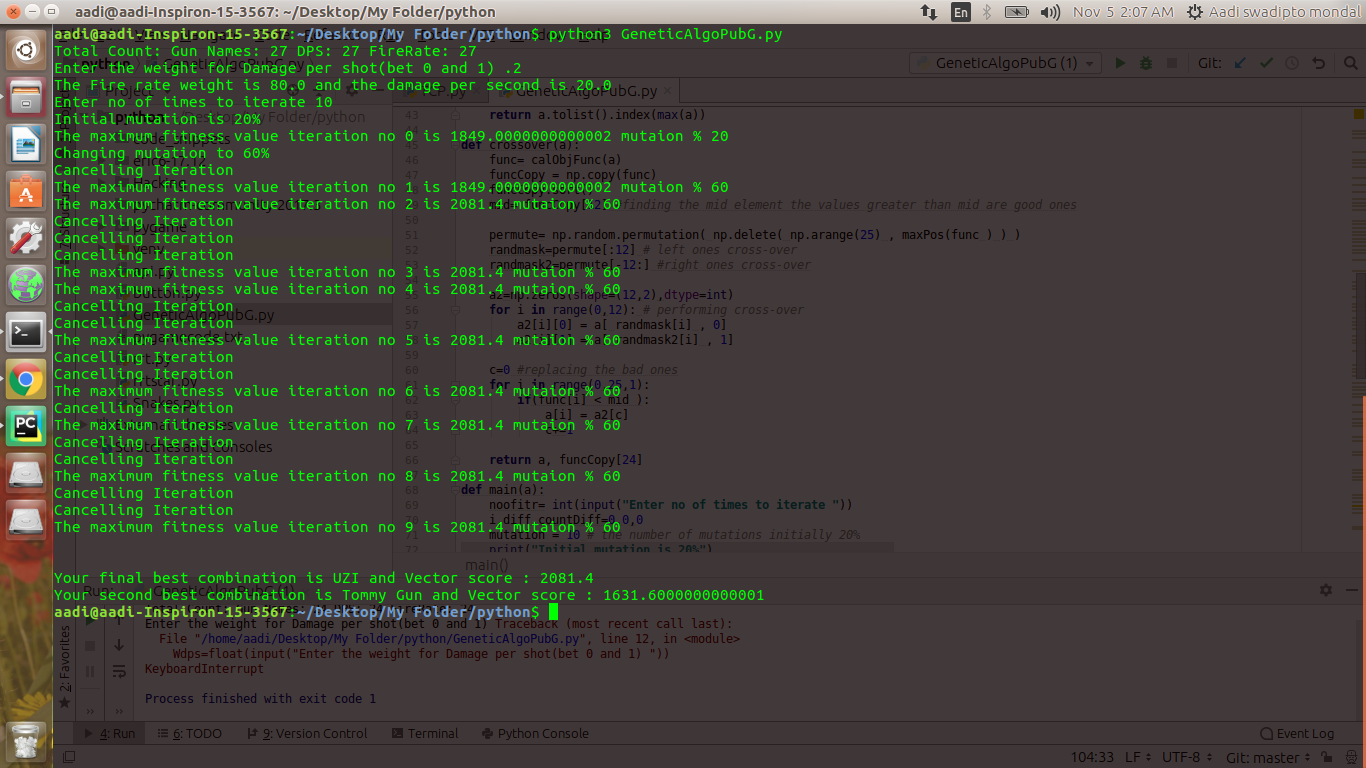 aadi@aadi-Inspiron-15-3567: ~/Desktop/My Folder/python
En
Nov 5 2:07 AM
Aadi swadipto mondal
aadi@aadi-Inspiron-15-3567:~/Desktop/My Folder/python$ python3 GeneticAlgoPubG.py
Total Count: Gun Names: 27 DPS: 27 FireRate: 27
Enter the weight for Damage per shot(bet 0 and 1) .2
The Fire rate weight is 80.0 and the damage per second is 20.0
Enter no of times to iterate 10
Initial mutation is 20%
The maximum fitness value iteration no 0 is 1849.0000000000002 mutaion % 20
Changing mutation to 60%
Cancelling Iteration
The maximum fitness value iteration no 1 is 1849.0000000000002 mutaion % 60
The maximum fitness value iteration no 2 is 2081.4 mutaion % 60
Cancelling Iteration
Cancelling Iteration
Cancelling Iteration
The maximum fitness value iteration no 3 is 2081.4 mutaion % 60
The maximum fitness value iteration no 4 is 2081.4 mutaion % 60
Cancelling Iteration
Cancelling Iteration
The maximum fitness value iteration no 5 is 2081.4 mutaion % 60
Cancelling Iteration
Cancelling Iteration
The maximum fitness value iteration no 6 is 2081.4 mutaion % 60
Cancelling Iteration
The maximum fitness value iteration no 7 is 2081.4 mutaion % 60
Cancelling Iteration
Cancelling Iteration
The maximum fitness value iteration no 8 is 2081.4 mutaion % 60
Cancelling Iteration
Cancelling Iteration
The maximum fitness value iteration no 9 is 2081.4 mutaion % 60
Your final best combination is UZI and Vector score : 2081.4
Your second best combination is Tommy Gun and Vector score : 1631.6000000000001
aadi@aadi-Inspiron-15-3567:~/Desktop/My Folder/python$
GeneticAlgoPubG (1)
Git:
GeneticAlgoPubG.py
43 return a.tolist().index(max(a))
45 def crossover(a):
46 func= calObjFunc(a)
47 funcCopy = np.copy(func)
finding the mid element the values greater than mid are good ones
50
51 permute= np.random.permutation( np.delete( np.arange(25) , maxPos(func ) ) )
52 randmask=permute[:12] # left ones cross-over
53 randmask2=permute[-12:] #right ones cross-over
55 a2=np.zeros(shape=(12,2),dtype=int)
56 for i in range(0,12): # performing cross-over
57 a2[i][0] = a[ randmask[i] , 0]
randmask2[i] , 1]
59
60 c=0 #replacing the bad ones
61 for i in range(0,25,1):
if(func[i] < mid ):
63 a[i] = a2[c]
65
66 return a, funcCopy[24]
68 def main(a):
69 noofitr= int(input("Enter no of times to iterate "))
70 i,diff,countDiff=0,0,0
71 mutation = 10 # the number of mutations initially 20%
72 print("Initial mutation is 20%")
main()
GeneticAlgoPubG.py
Scratches and Consoles
PC
Enter the weight for Damage per shot(bet 0 and 1) Traceback (most recent call last):
File "/home/aadi/Desktop/My Folder/python/GeneticAlgoPubG.py", line 12, in <module>
Wdps=float(input("Enter the weight for Damage per shot(bet 0 and 1) "))
KeyboardInterrupt
Process finished with exit code 1
2: Favorites
4: Run
6: TODO
9: Version Control
Terminal
Python Console
Event Log
104:33
LF
UTF-8
Git: master